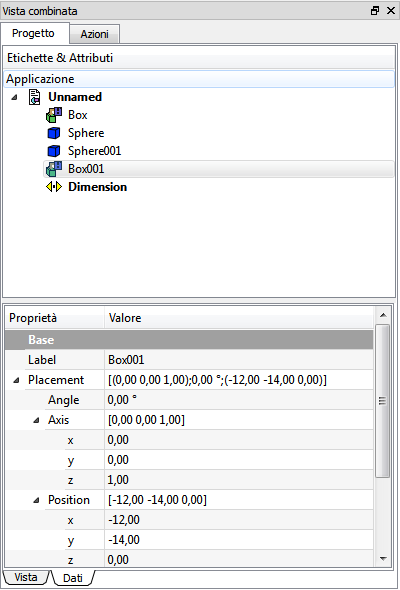 Vista combinata
Progetto Azioni
Etichette & Attributi
Applicazione
Unnamed
Box
Sphere
Sphere001
Box001
Dimension
Proprietà Valore
Base
Label Box001
Placement [(0,00 0,00 1,00);0,00 °;(-12,00 -14,00 0,00)]
Angle 0,00 °
Axis [0,00 0,00 1,00]
x 0,00
y 0,00
z 1,00
Position [-12,00 -14,00 0,00]
x -12,00
y -14,00
z 0,00
Vista Dati